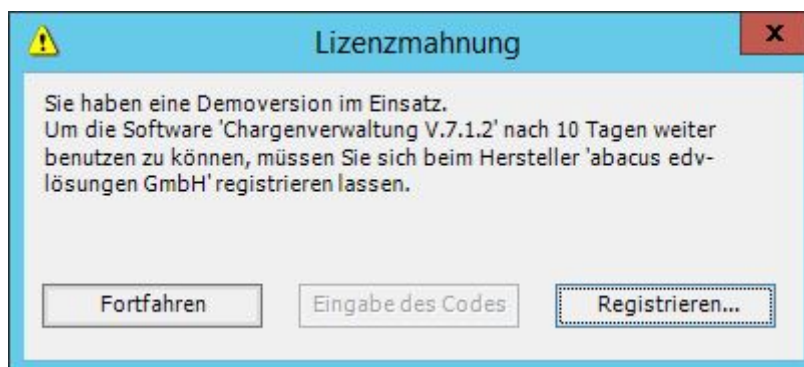 Lizenzmahnung
x
Sie haben eine Demoversion im Einsatz.
Um die Software 'Chargenverwaltung V.7.1.2' nach 10 Tagen weiter
benutzen zu können, müssen Sie sich beim Hersteller 'abacus edv-
lösungen GmbH' registrieren lassen.
Fortfahren
Eingabe des Codes
Registrieren...